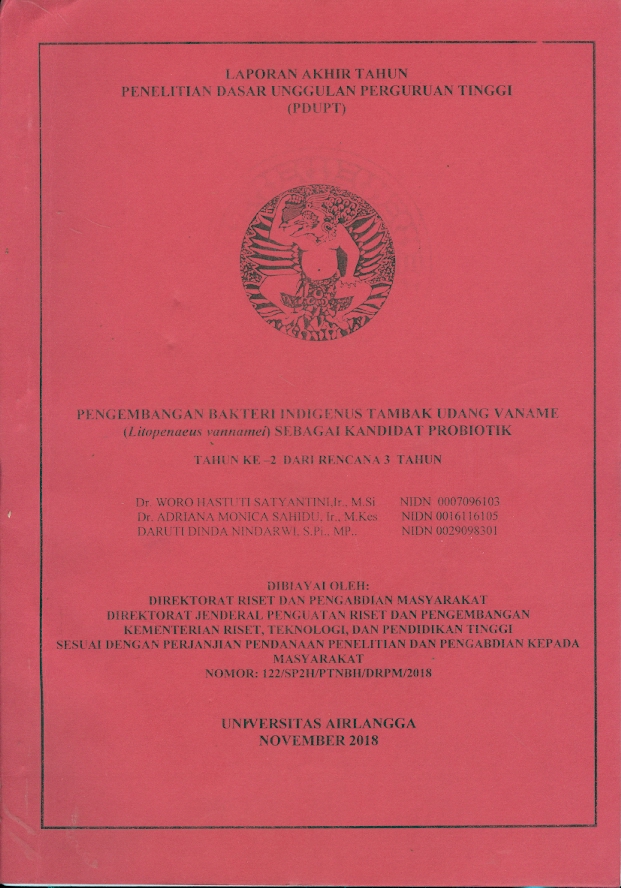 LAPORAN AKHIR TAHUN
PENELITIAN DASAR UNGGULAN PERGURUAN TINGGI
(PDUPT)
PENGEMBANGAN BAKTERI INDIGENUS TAMBAK UDANG VANAME
(Litopenaeus vannamei) SEBAGAI KANDIDAT PROBIOTIK
TAHUN KE –2 DARI RENCANA 3 TAHUN
Dr. WORO HASTUTI SATYANTINI,Ir., M.Si NIDN 0007096103
Dr. ADRIANA MONICA SAHIDU, Ir., M.Kes NIDN 0016116105
DARUTI DINDA NINDARWI, S.Pi., MP., NIDN 0029098301
DIBIAYAI OLEH:
DIREKTORAT RISET DAN PENGABDIAN MASYARAKAT
DIREKTORAT JENDERAL PENGUATAN RISET DAN PENGEMBANGAN
KEMENTERIAN RISET, TEKNOLOGI, DAN PENDIDIKAN TINGGI
SESUAI DENGAN PERJANJIAN PENDANAAN PENELITIAN DAN PENGABDIAN KEPADA
MASYARAKAT
NOMOR: 122/SP2H/PTNBH/DRPM/2018
UNIVERSITAS AIRLANGGA
NOVEMBER 2018